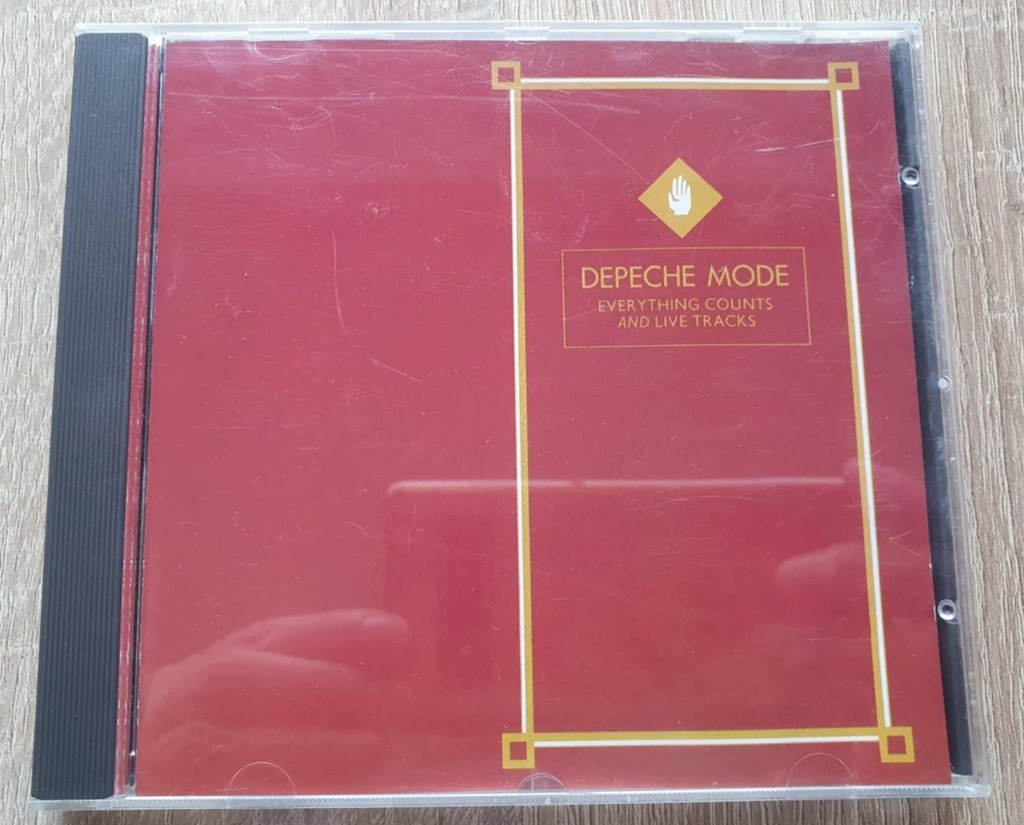 DEPECHE MODE
EVERYTHING COUNTS
AND LIVE TRACKS